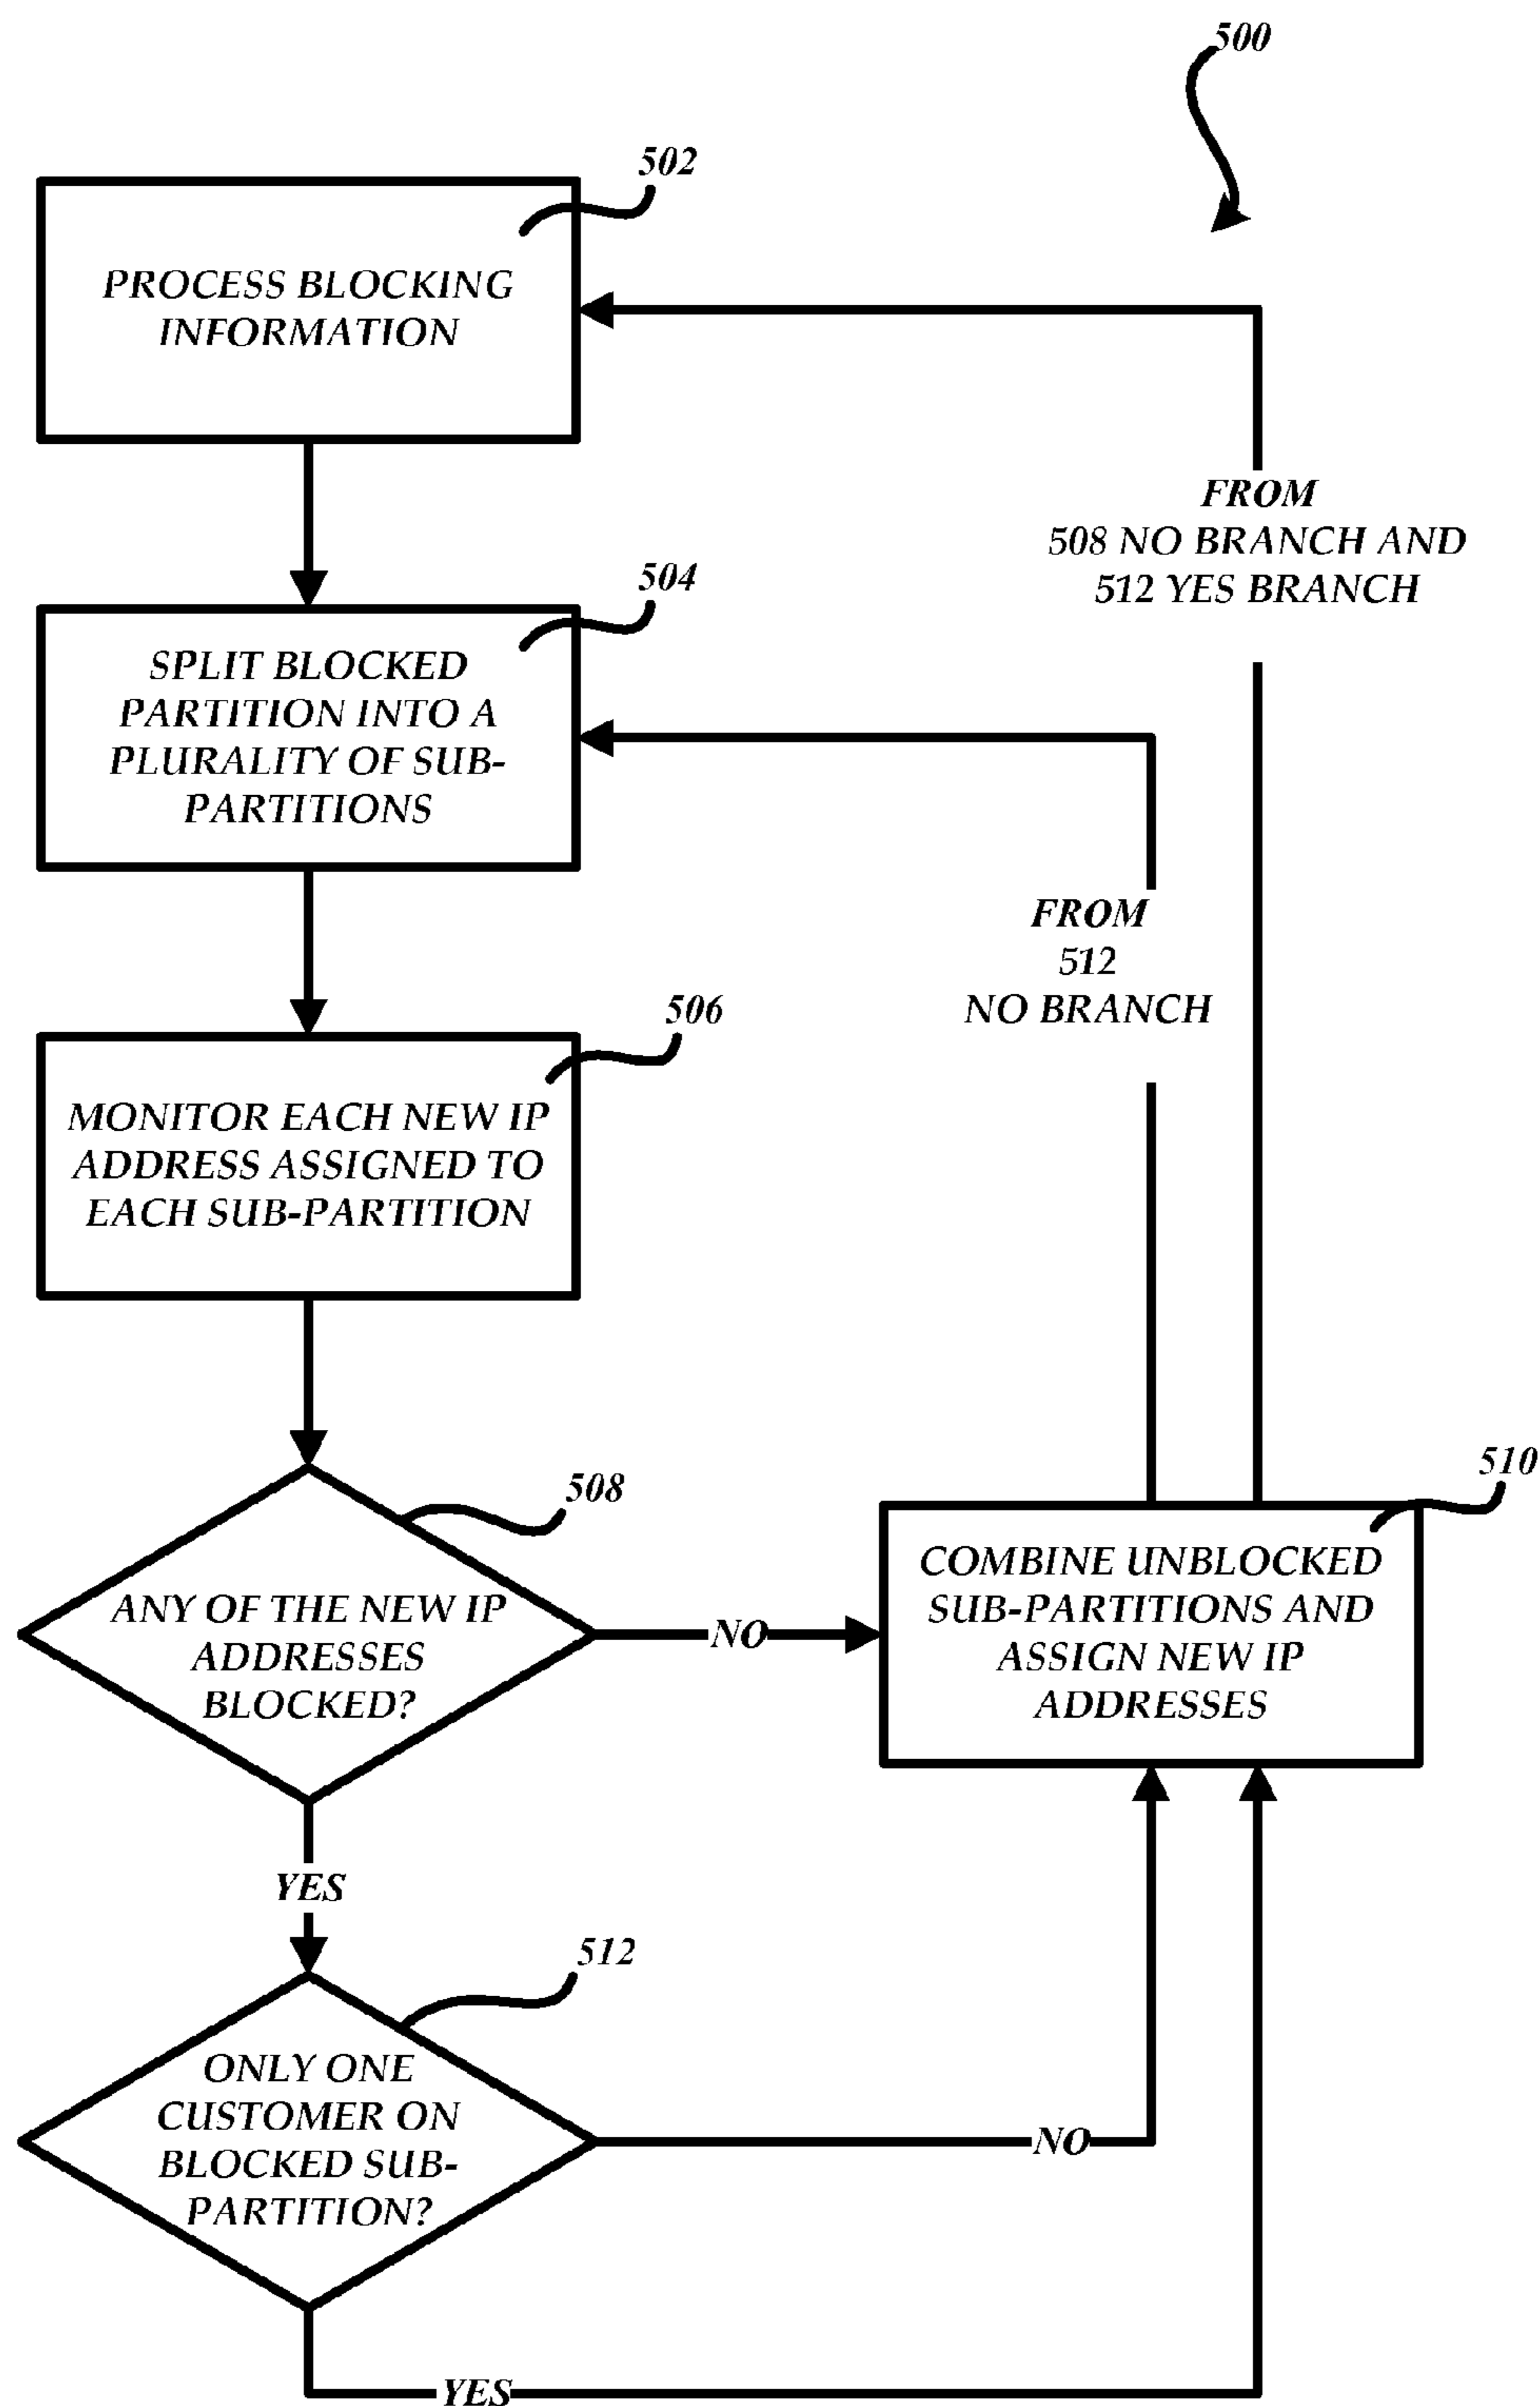 500
502
PROCESS BLOCKING
INFORMATION
FROM
508 NO BRANCH AND
512 YES BRANCH
504
SPLIT BLOCKED
PARTITION INTO A
PLURALITY OF SUB-
PARTITIONS
FROM
512
NO BRANCH
506
MONITOR EACH NEW IP
ADDRESS ASSIGNED TO
EACH SUB-PARTITION
508
ANY OF THE NEW IP
ADDRESSES
BLOCKED?
NO
510
COMBINE UNBLOCKED
SUB-PARTITIONS AND
ASSIGN NEW IP
ADDRESSES
YES
512
ONLY ONE
CUSTOMER ON
BLOCKED SUB-
PARTITION?
NO
YES